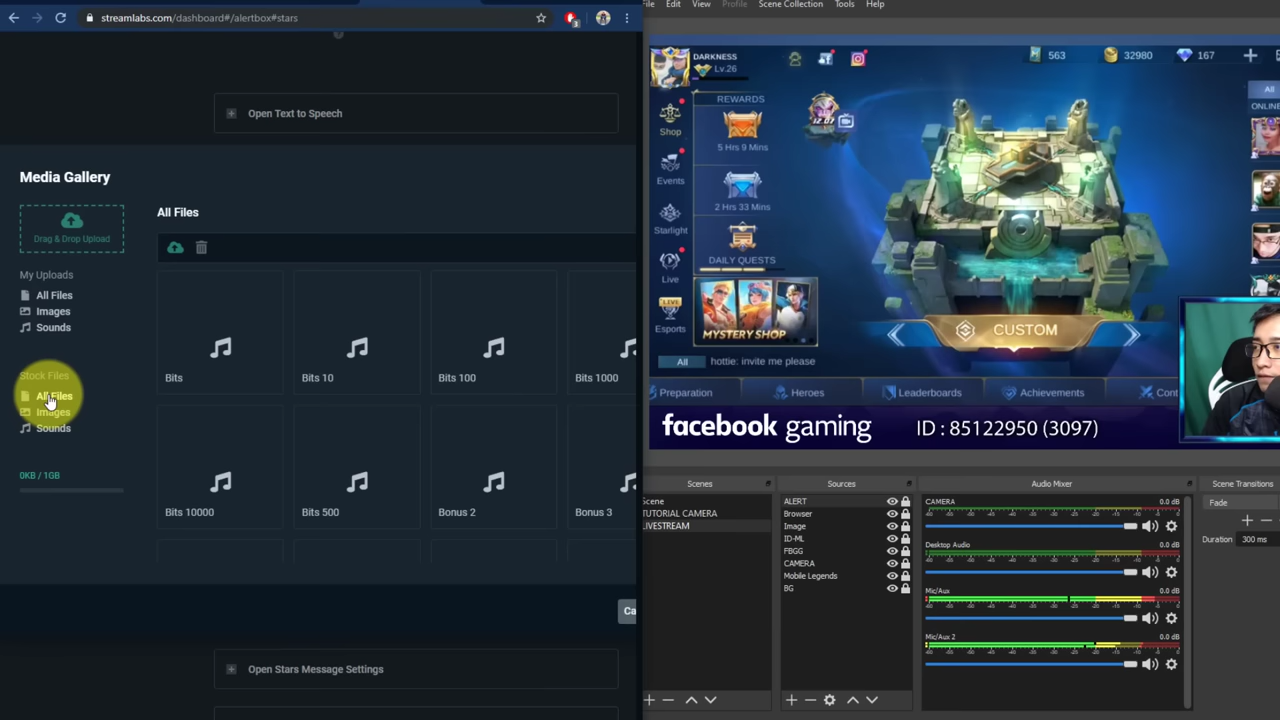 streamlabs.com/dashboard#/alertbox#stars
Open Text to Speech
Media Gallery
Drag & Drop Upload
My Uploads
All Files
Images
Sounds
Stock Files
All Files
Images
Sounds
0KB / 1GB
All Files
Bits
Bits 10
Bits 100
Bits 1000
Bits 10000
Bits 500
Bonus 2
Bonus 3
Ca
Open Stars Message Settings
File Edit View Profile Scene Collection Tools Help
DARKNESS
Lv.26
563
32980
167
Shop
Events
Starlight
Live
Esports
REWARDS
5 Hrs 9 Mins
2 Hrs 33 Mins
DAILY QUESTS
MYSTERY SHOP
All
ONLINE
CUSTOM
All hottie: invite me please
Preparation
Heroes
Leaderboards
Achievements
Cont
facebook gaming
ID : 85122950 (3097)
Scenes
Scene
TUTORIAL CAMERA
LIVESTREAM
Sources
ALERT
Browser
Image
ID-ML
FBGG
CAMERA
Mobile Legends
BG
Audio Mixer
CAMERA 0.0 dB
Desktop Audio 0.0 dB
Mic/Aux 0.0 dB
Mic/Aux 2 0.0 dB
Scene Transitions
Fade
Duration 300 ms